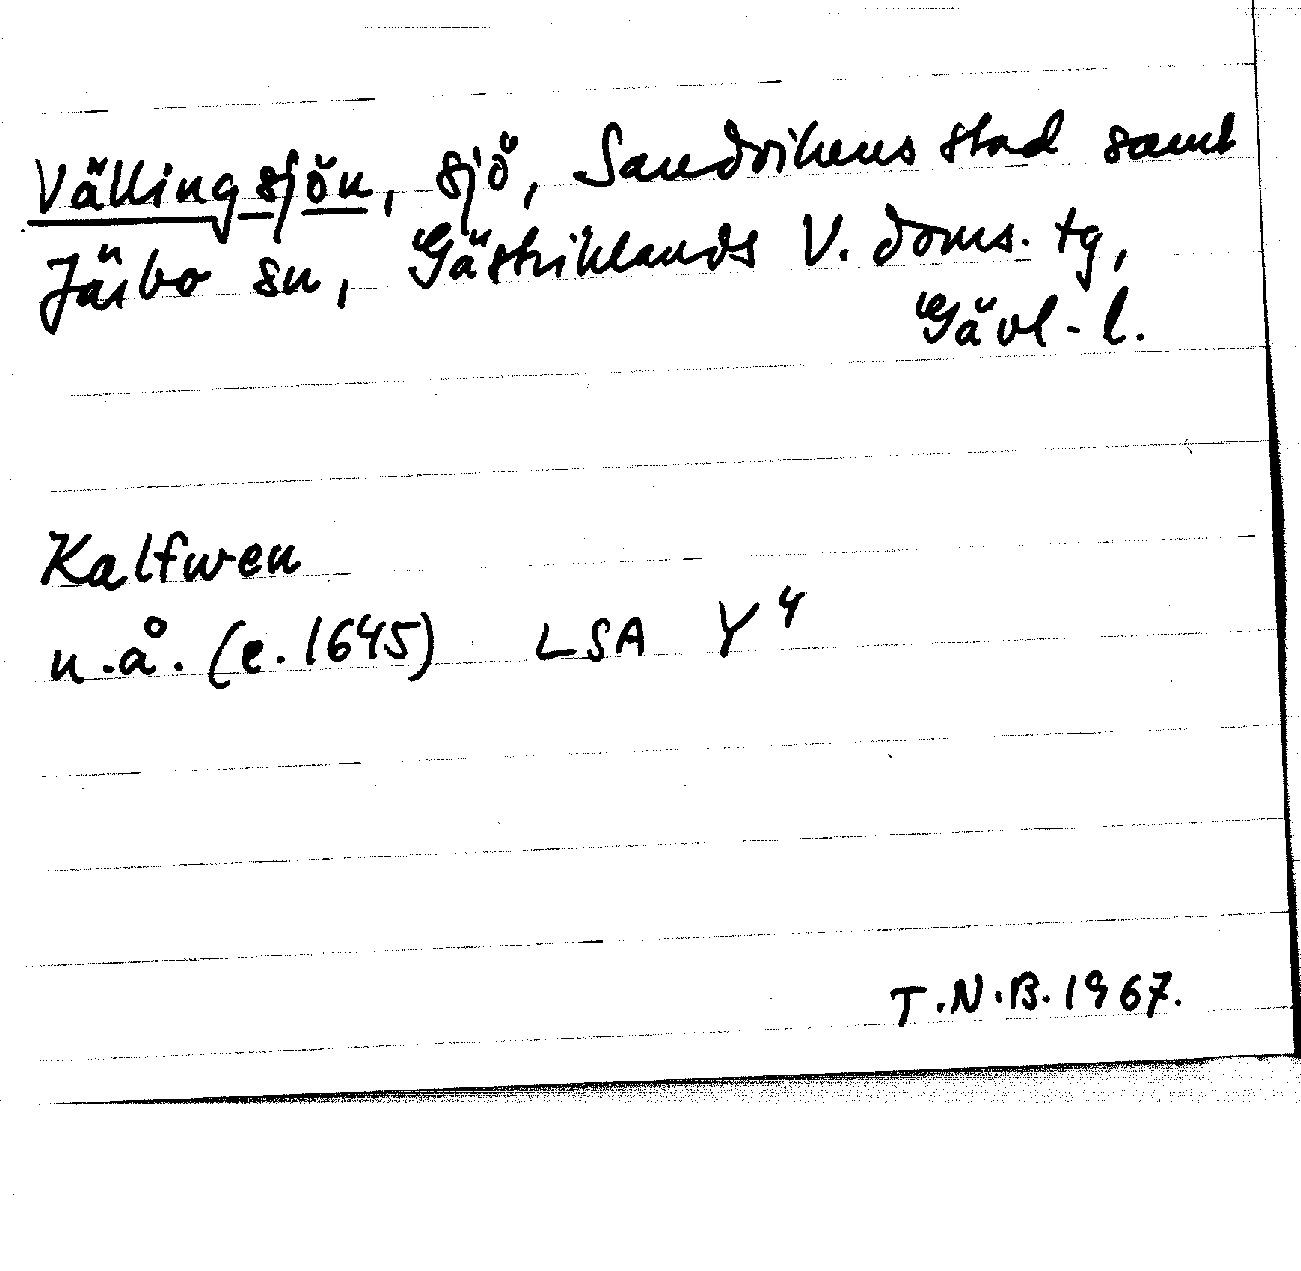 Vällingsjön, sjö, Sandvikens stad samt
Järbo sn, Gästriklands V. doms. tg,
Gävl-l.
Kalfwen
n.å. (e. 1645) LSA Y4
T.N.B. 1967.